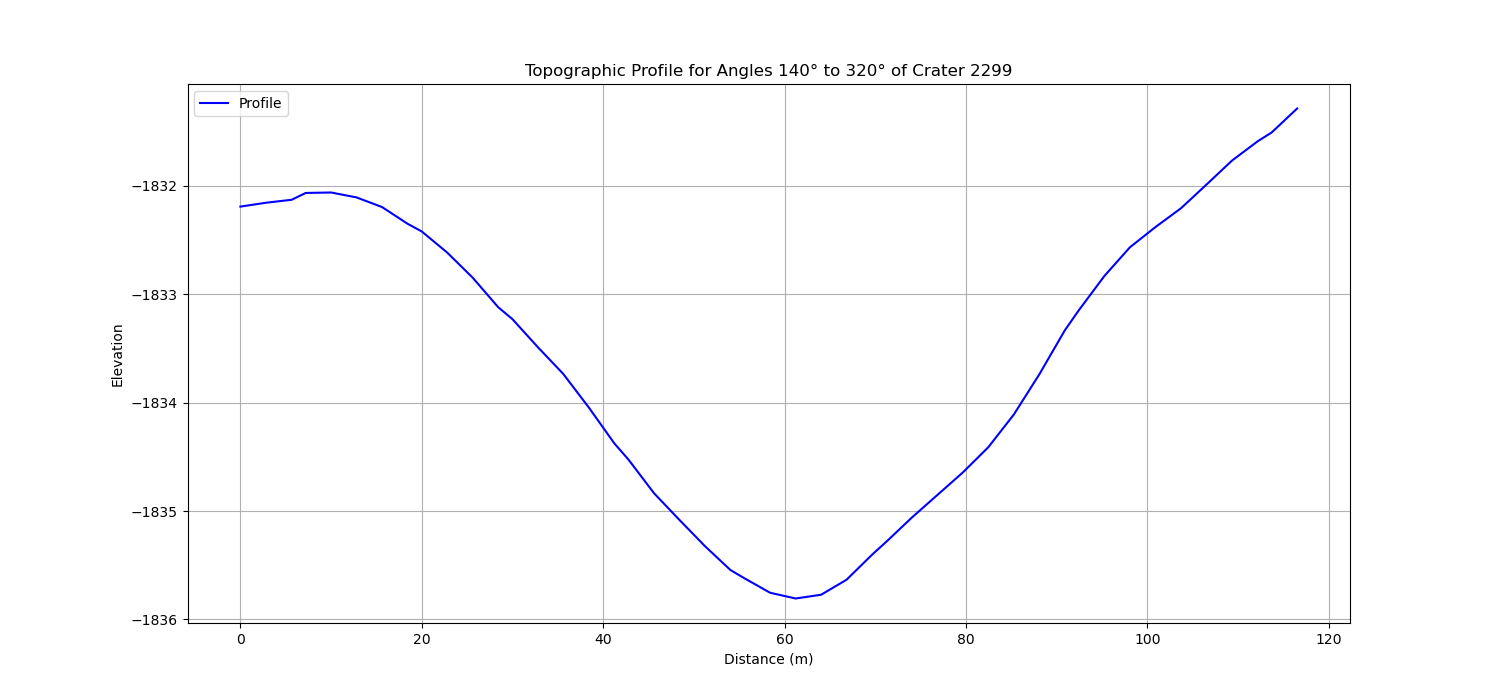 Topographic Profile for Angles 140° to 320° of Crater 2299
Profile
−1832
−1833
−1834
−1835
−1836
Elevation
0 20 40 60 80 100 120
Distance (m)